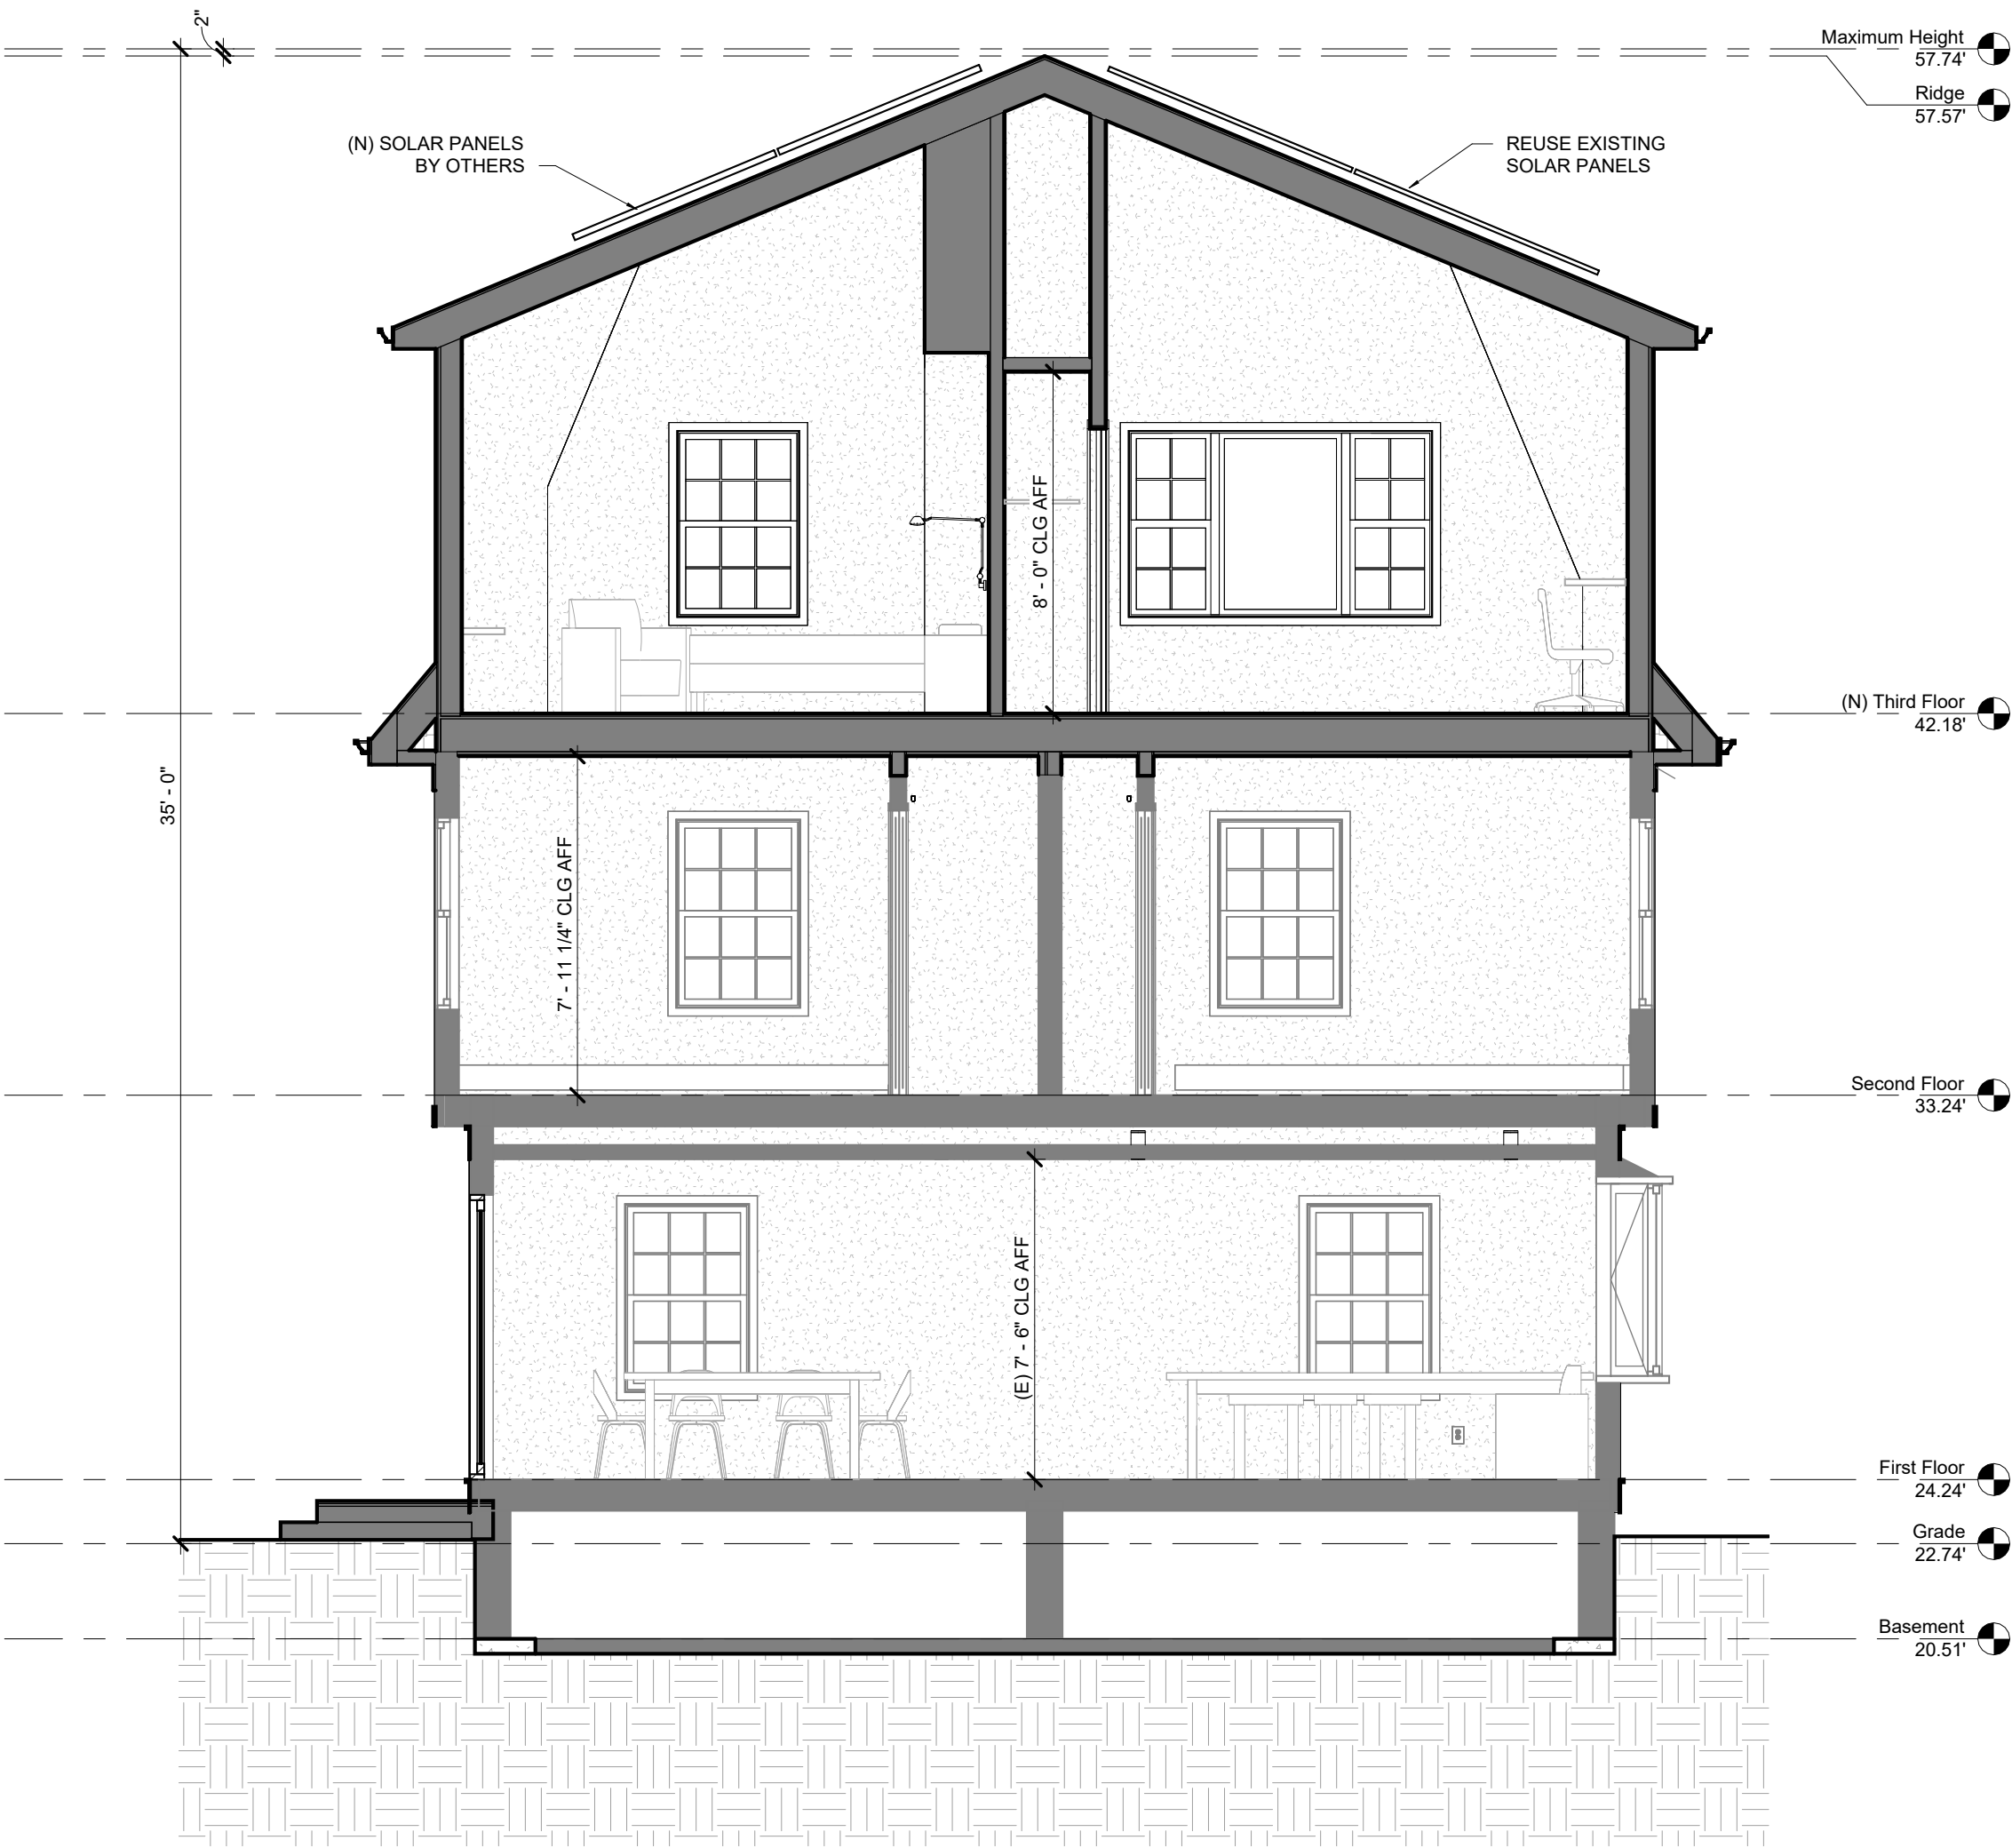 2"
Maximum Height
57.74'
Ridge
57.57'
(N) SOLAR PANELS
BY OTHERS
REUSE EXISTING
SOLAR PANELS
8' - 0" CLG AFF
(N) Third Floor
42.18'
35' - 0"
7' - 11 1/4" CLG AFF
Second Floor
33.24'
(E) 7' - 6" CLG AFF
First Floor
24.24'
Grade
22.74'
Basement
20.51'